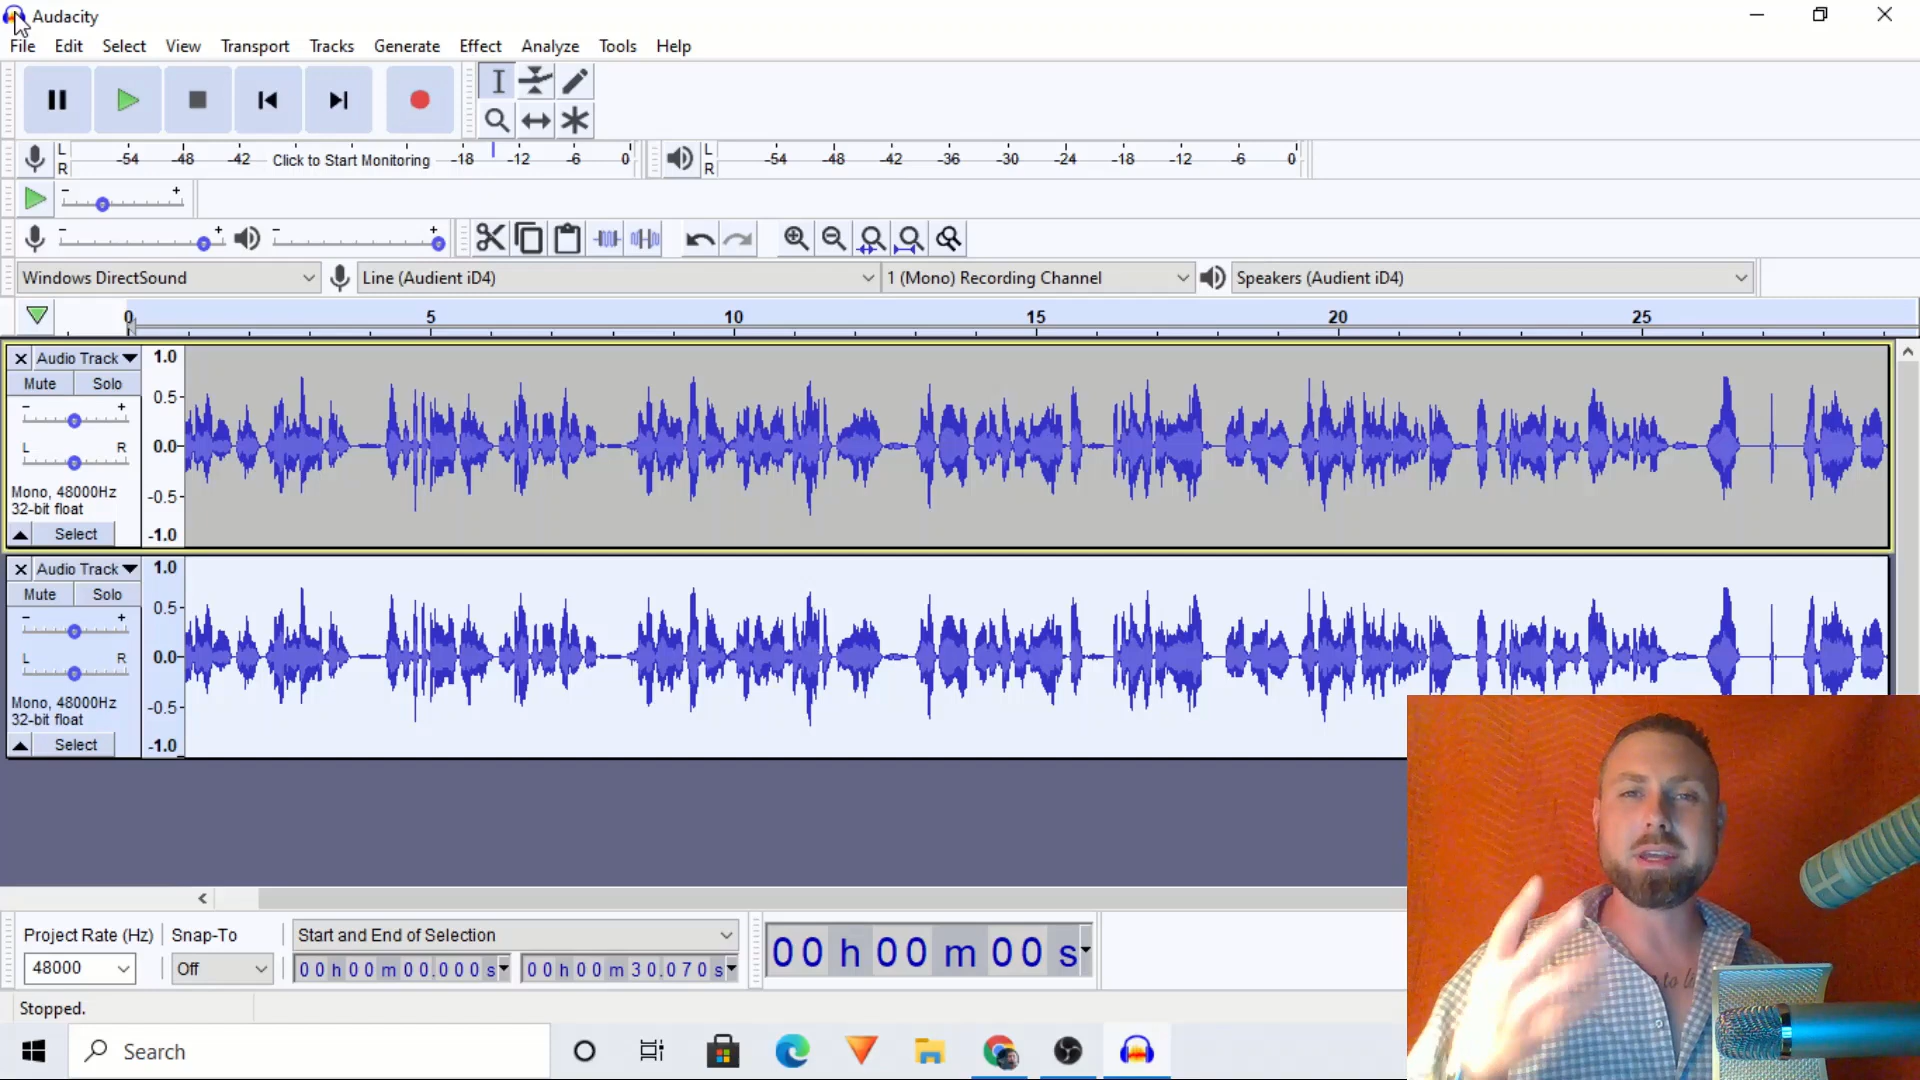 Audacity
File Edit Select View Transport Tracks Generate Effect Analyze Tools Help
L
R
-54 -48 -42 Click to Start Monitoring -18 -12 -6 0
L
R
-54 -48 -42 -36 -30 -24 -18 -12 -6 0
Windows DirectSound
Line (Audient iD4)
1 (Mono) Recording Channel
Speakers (Audient iD4)
0 5 10 15 20 25
Audio Track
Mute Solo
- +
L R
Mono, 48000Hz
32-bit float
Select
1.0
0.5-
0.0-
-0.5-
-1.0
Audio Track
Mute Solo
- +
L R
Mono, 48000Hz
32-bit float
Select
1.0
0.5-
0.0-
-0.5-
-1.0
Project Rate (Hz)
48000
Snap-To
Off
Start and End of Selection
00 h 00 m 00.000 s
00 h 00 m 30.070 s
00 h 00 m 00 s
Stopped.
Search